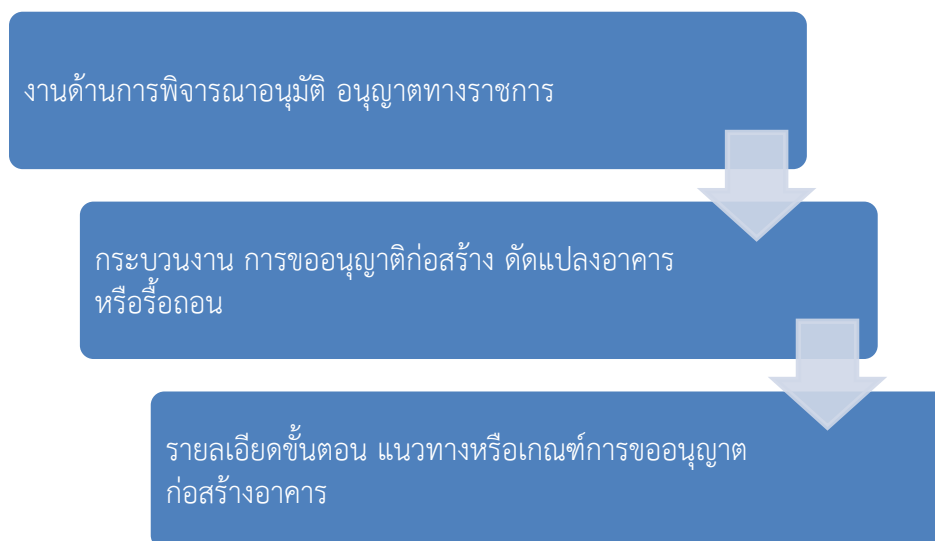 งานด้านการพิจารณาอนุมัติ อนุญาตทางราชการ
กระบวนงาน การขออนุญาติก่อสร้าง ดัดแปลงอาคาร
หรือรื้อถอน
รายลเอียดขั้นตอน แนวทางหรือเกณฑ์การขออนุญาต
ก่อสร้างอาคาร